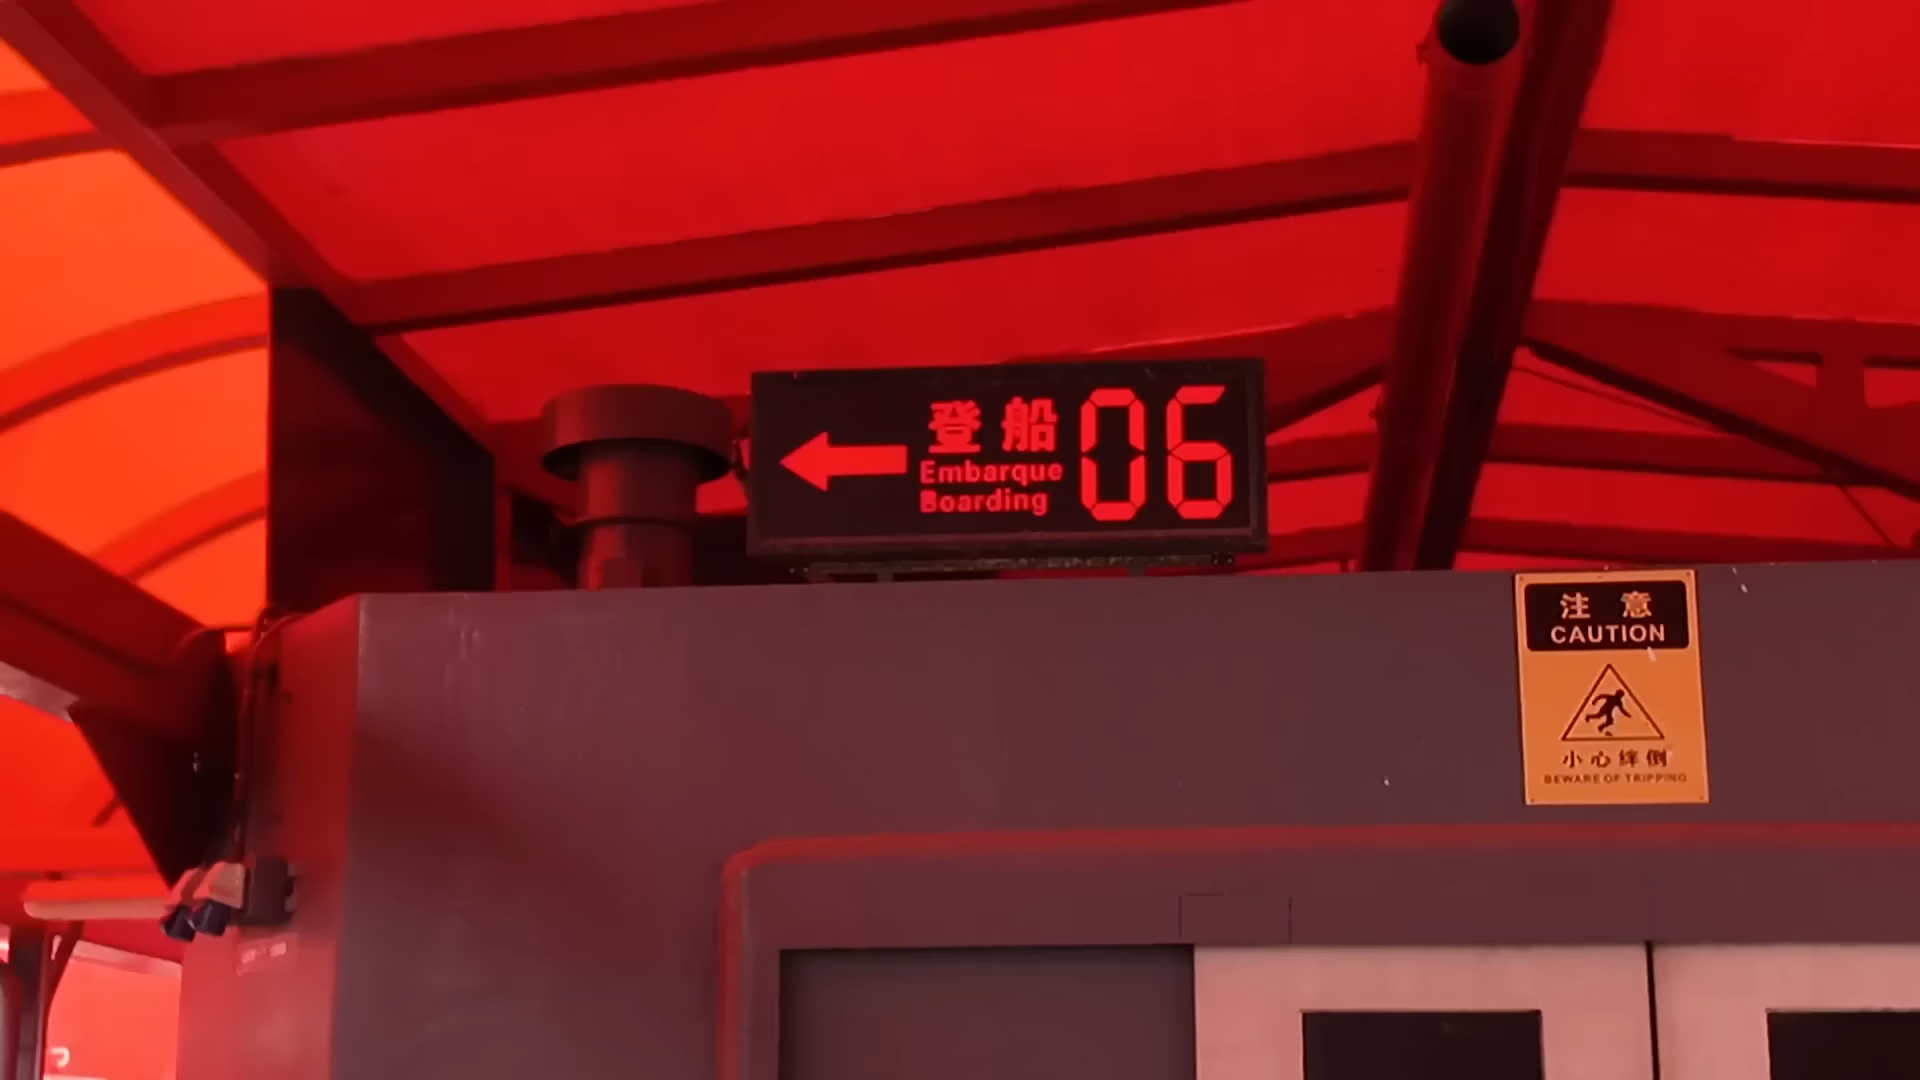 登船
Embarque
Boarding
06
注意
CAUTION
小心绊倒
BEWARE OF TRIPPING